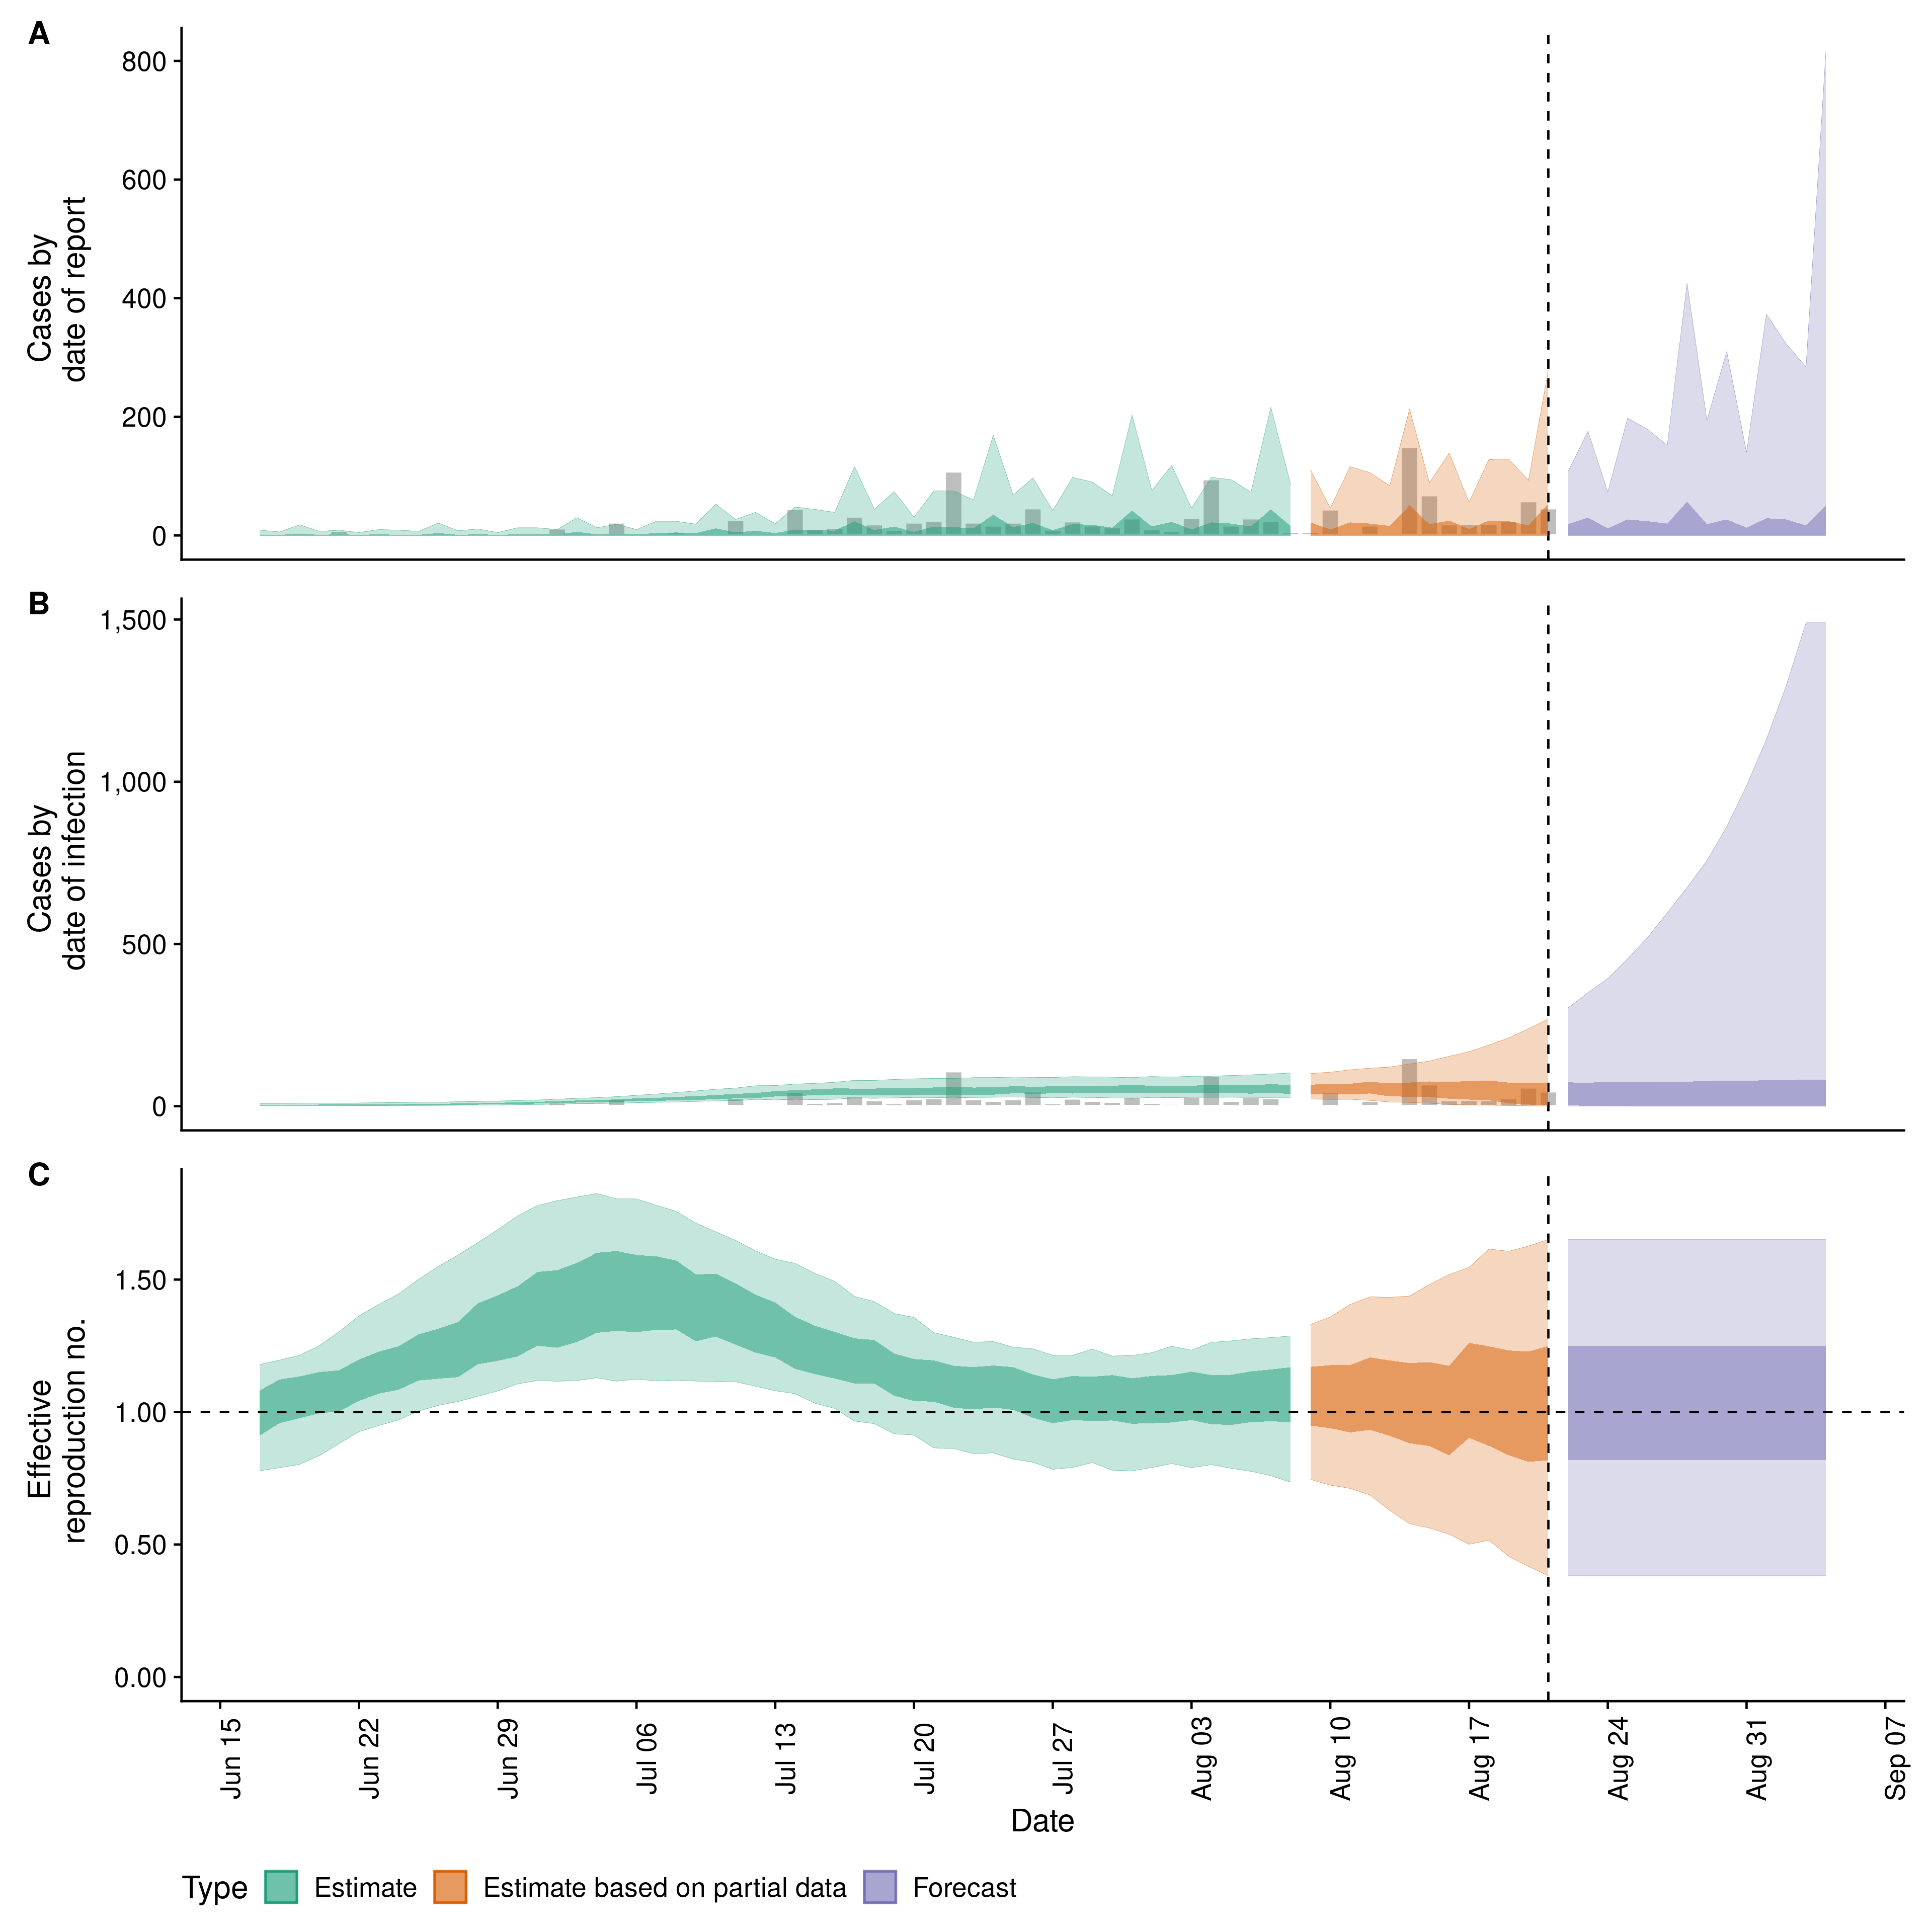 A
800
600
400
200
0
Cases by
date of report
B
1,500
1,000
500
0
Cases by
date of infection
C
1.50
1.00
0.50
0.00
Effective
reproduction no.
Jun 15
Jun 22
Jun 29
Jul 06
Jul 13
Jul 20
Jul 27
Aug 03
Aug 10
Aug 17
Aug 24
Aug 31
Sep 07
Date
Type Estimate Estimate based on partial data Forecast